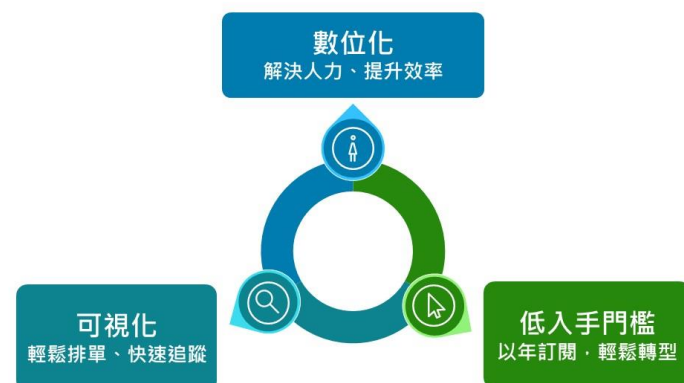 數位化
解決人力、提升效率
可視化
輕鬆排單、快速追蹤
低入手門檻
以年訂閱，輕鬆轉型